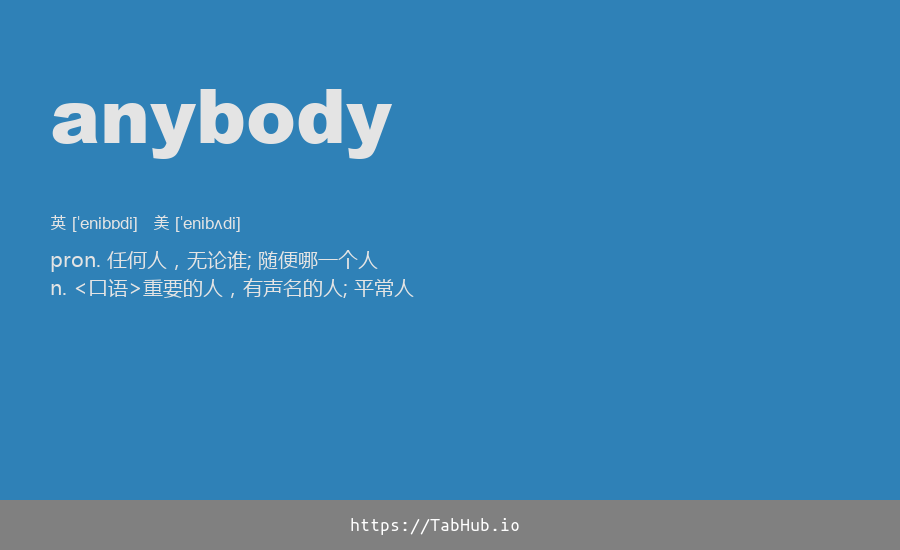 anybody
英 [ˈenibɒdi] 美 [ˈenibʌdi]
pron. 任何人，无论谁; 随便哪一个人
n. <口语>重要的人，有声名的人; 平常人
https://TabHub.io